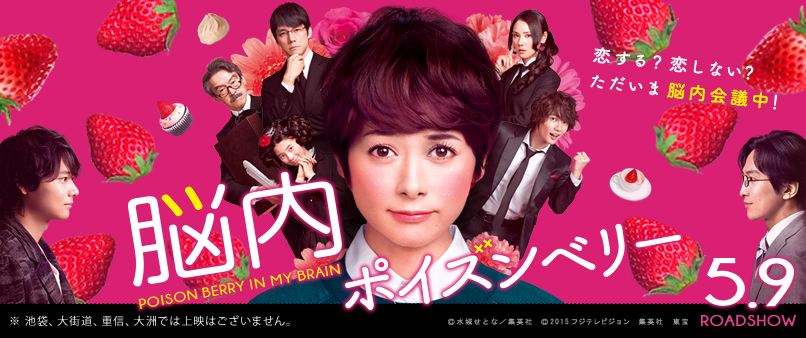 恋する?恋しない?
ただいま脳内会議中!
脳内
ポイズンベリー
POISON BERRY IN MY BRAIN
5.9
ROADSHOW
※ 池袋、大街道、重信、大洲では上映はございません。
©水城せとな/集英社 ©2015フジテレビジョン 集英社 東宝